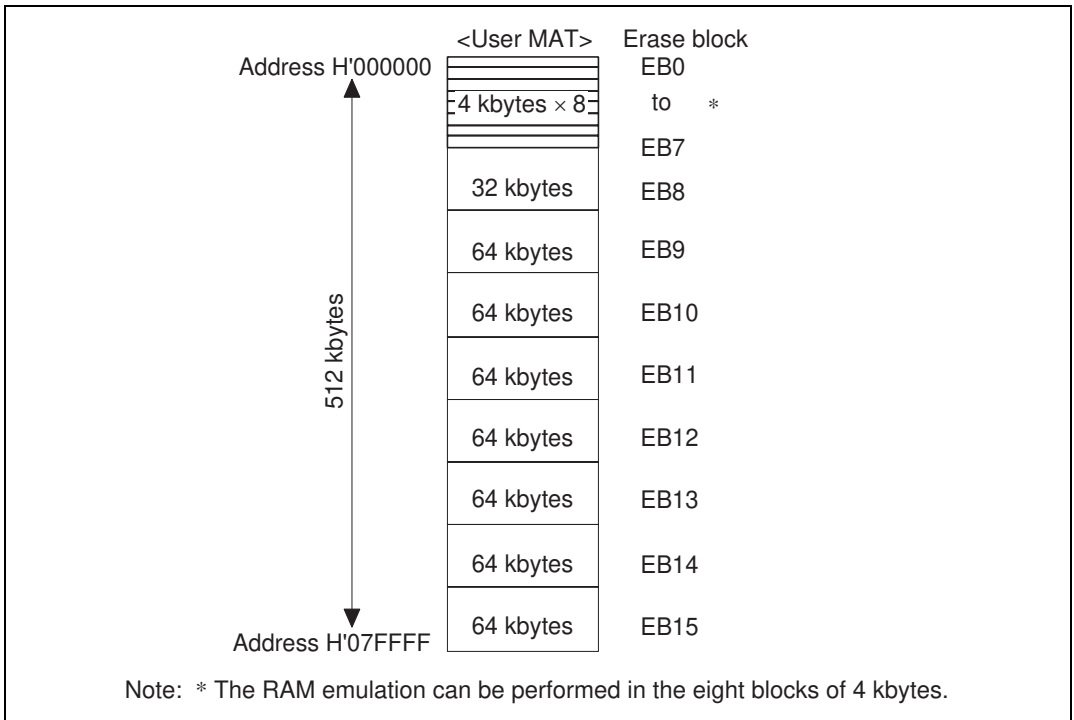 <User MAT> Erase block
Address H'000000 EB0
4 kbytes × 8 to *
EB7
32 kbytes EB8
64 kbytes EB9
64 kbytes EB10
512 kbytes
64 kbytes EB11
64 kbytes EB12
64 kbytes EB13
64 kbytes EB14
64 kbytes EB15
Address H'07FFFF
Note: * The RAM emulation can be performed in the eight blocks of 4 kbytes.